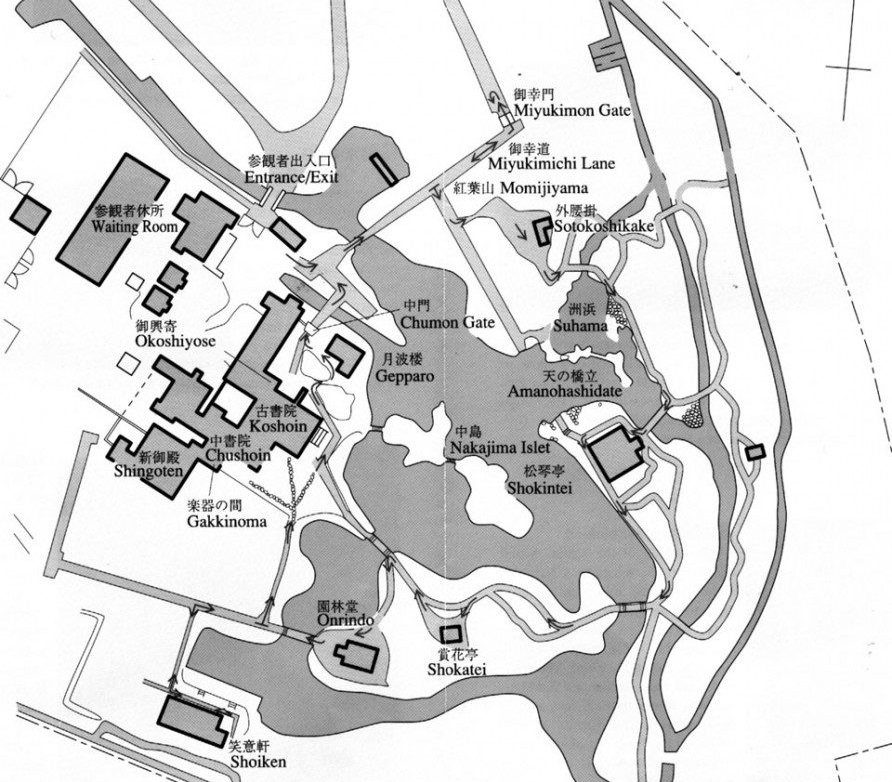 御幸門
Miyukimon Gate
御幸道
Miyukimichi Lane
参観者出入口
Entrance/Exit
紅葉山 Momijiyama
参観者休所
Waiting Room
外腰掛
Sotokoshikake
中門
Chumon Gate
洲浜
Suhama
御輿寄
Okoshiyose
月波楼
Gepparo
天の橋立
Amanohashidate
古書院
Koshoin
中書院
Chushoin
新御殿
Shingoten
中島
Nakajima Islet
松琴亭
Shokintei
楽器の間
Gakkinoma
園林堂
Onrindo
賞花亭
Shokatei
笑意軒
Shoiken